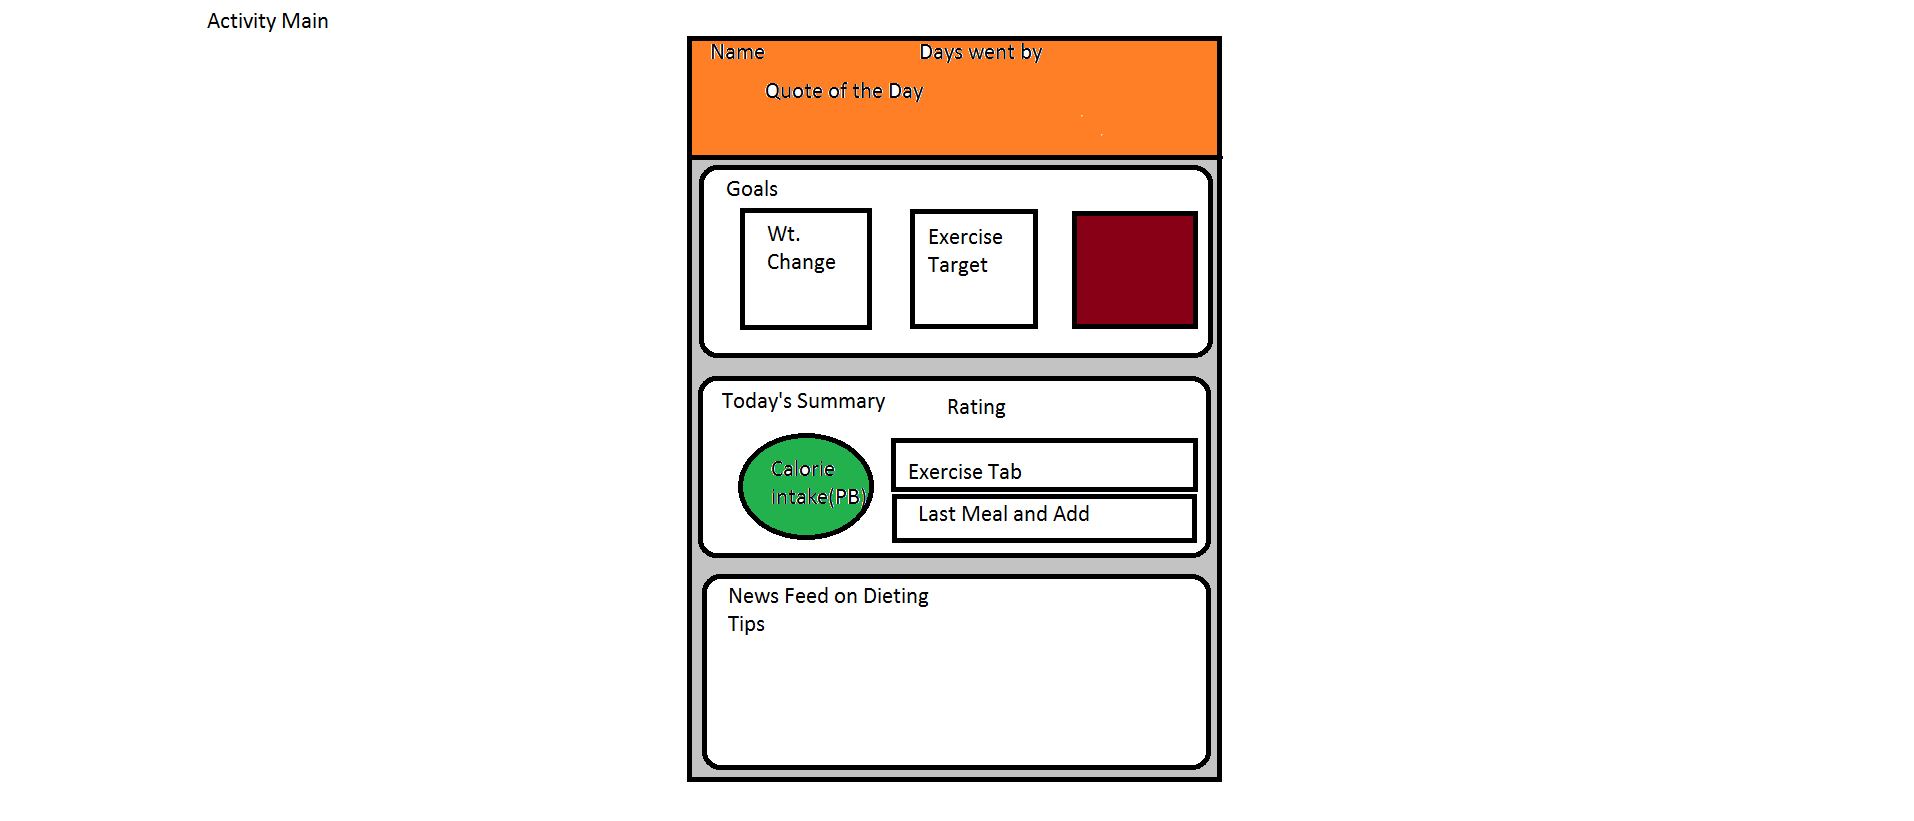 Activity Main
Name Days went by
Quote of the Day
Goals
Wt.
Change
Exercise
Target
Today's Summary
Rating
Calorie
intake(PB)
Exercise Tab
Last Meal and Add
News Feed on Dieting
Tips